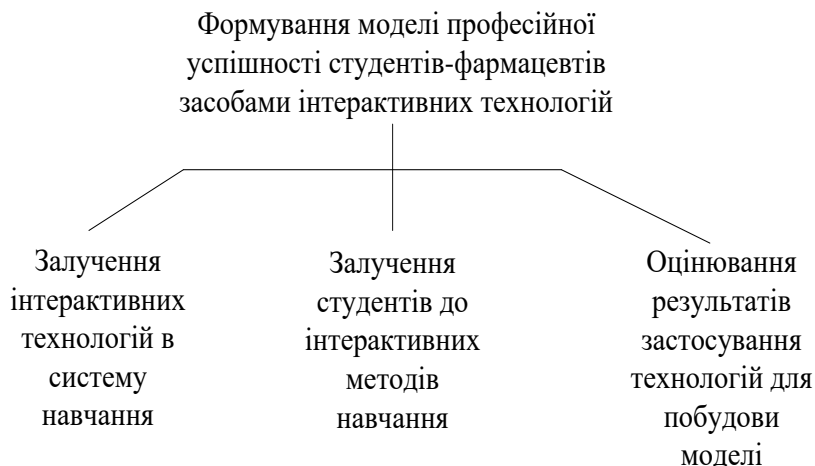 Формування моделі професійної
успішності студентів-фармацевтів
засобами інтерактивних технологій
Залучення
інтерактивних
технологій в
систему
навчання
Залучення
студентів до
інтерактивних
методів
навчання
Оцінювання
результатів
застосування
технологій для
побудови
моделі